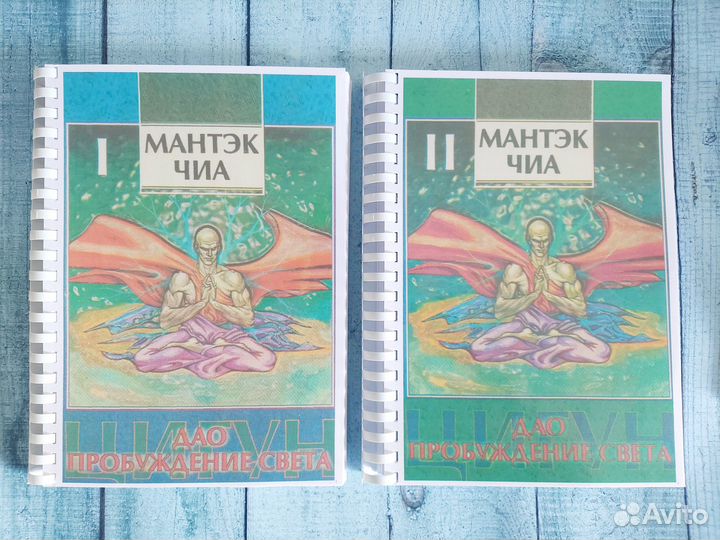 I
МАНТЭК
ЧИА
ЦИГУН
ДАО
ПРОБУЖДЕНИЕ СВЕТА
II
МАНТЭК
ЧИА
ЦИГУН
ДАО
ПРОБУЖДЕНИЕ СВЕТА
Avito